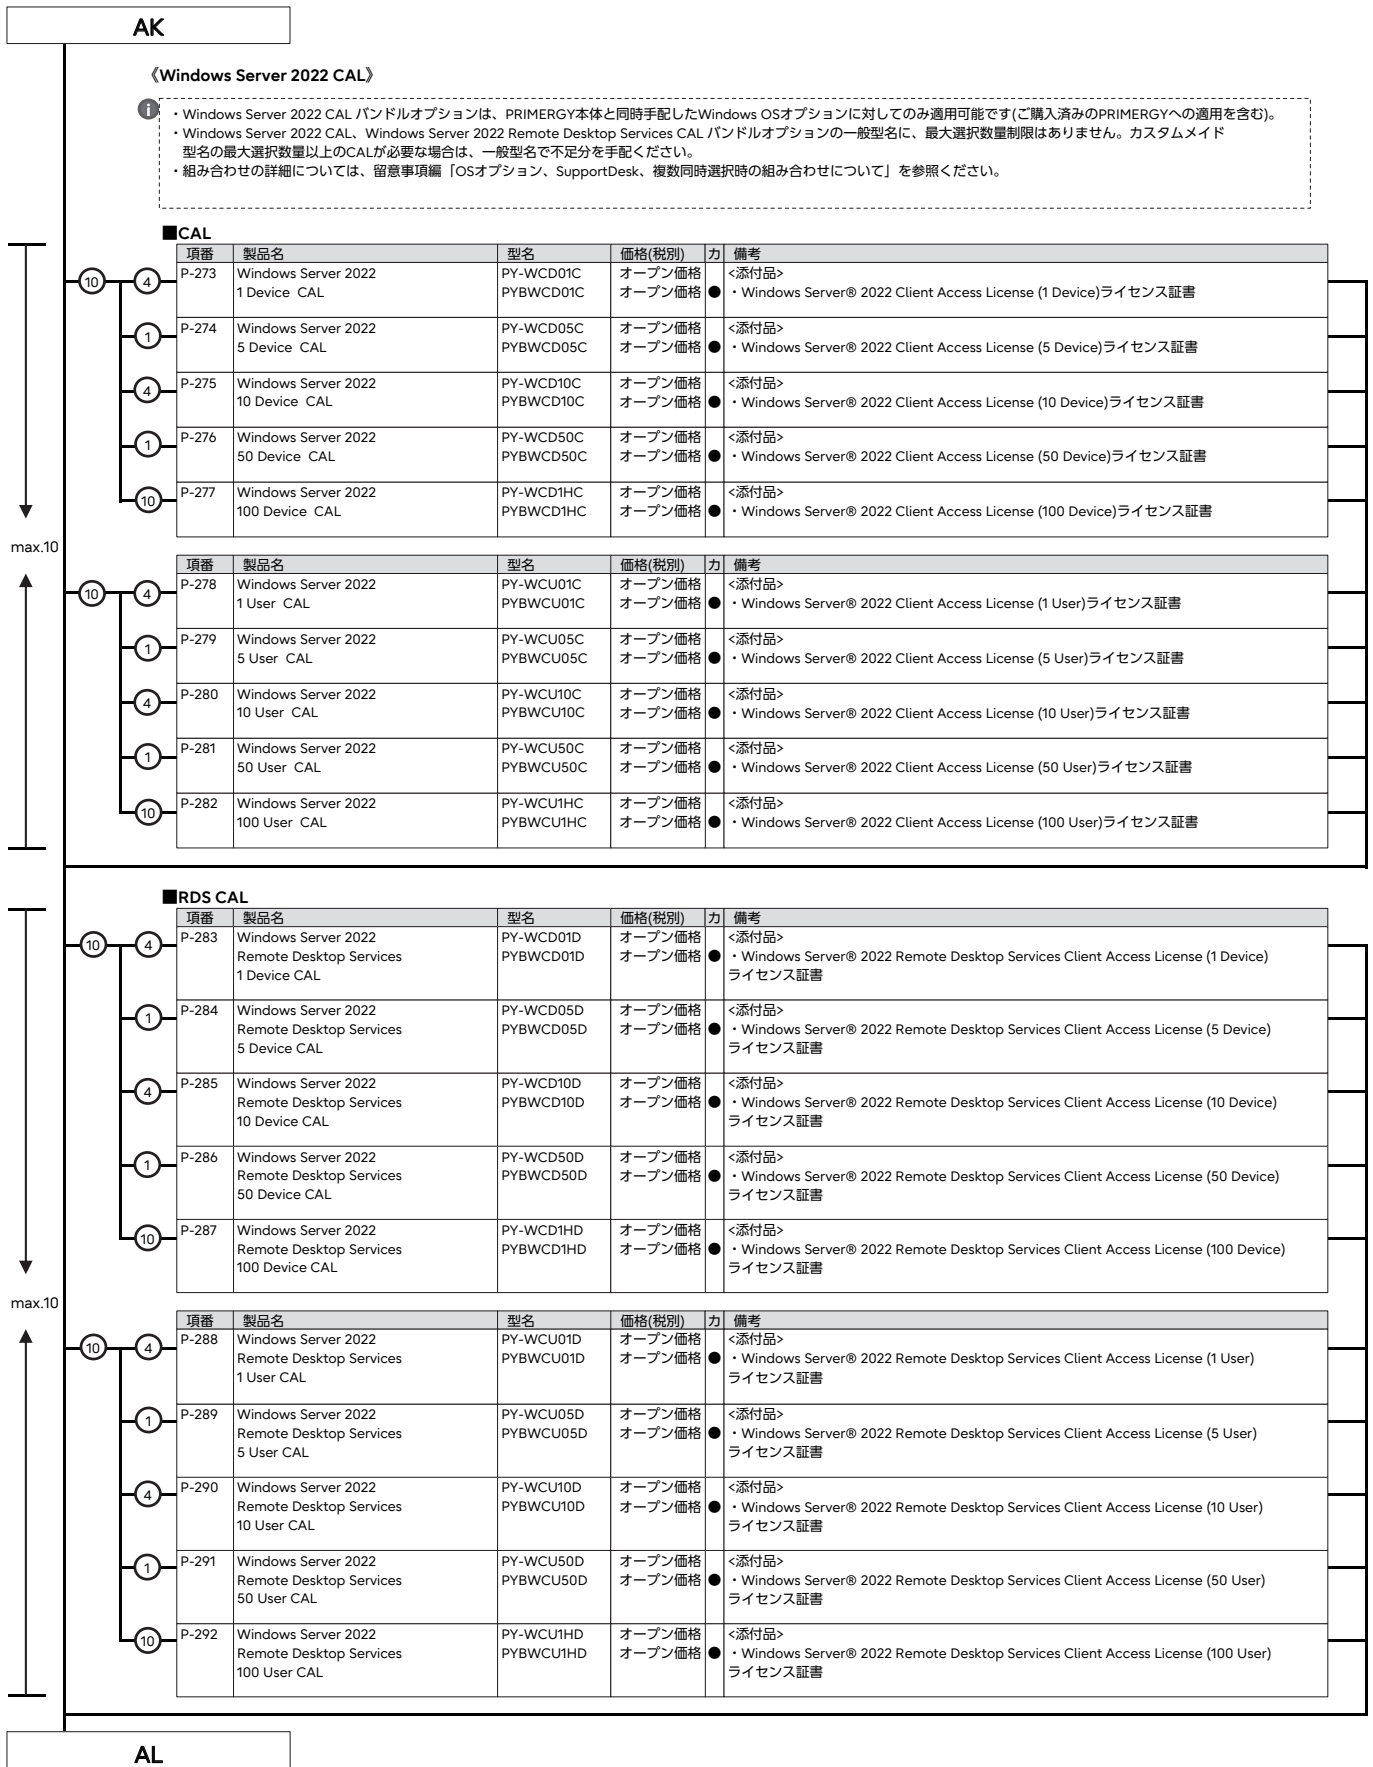 AK
《Windows Server 2022 CAL》
i
・Windows Server 2022 CAL バンドルオプションは、PRIMERGY本体と同時手配したWindows OSオプションに対してのみ適用可能です(ご購入済みのPRIMERGYへの適用を含む)。
・Windows Server 2022 CAL、Windows Server 2022 Remote Desktop Services CAL バンドルオプションの一般型名に、最大選択数量制限はありません。カスタムメイド
型名の最大選択数量以上のCALが必要な場合は、一般型名で不足分を手配ください。
・組み合わせの詳細については、留意事項編「OSオプション、SupportDesk、複数同時選択時の組み合わせについて」を参照ください。
■CAL
項番 製品名 型名 価格(税別) カ 備考
10 4 P-273 Windows Server 2022 PY-WCD01C オープン価格 <添付品>
1 Device CAL PYBWCD01C オープン価格 ● ・Windows Server® 2022 Client Access License (1 Device)ライセンス証書
1 P-274 Windows Server 2022 PY-WCD05C オープン価格 <添付品>
5 Device CAL PYBWCD05C オープン価格 ● ・Windows Server® 2022 Client Access License (5 Device)ライセンス証書
4 P-275 Windows Server 2022 PY-WCD10C オープン価格 <添付品>
10 Device CAL PYBWCD10C オープン価格 ● ・Windows Server® 2022 Client Access License (10 Device)ライセンス証書
1 P-276 Windows Server 2022 PY-WCD50C オープン価格 <添付品>
50 Device CAL PYBWCD50C オープン価格 ● ・Windows Server® 2022 Client Access License (50 Device)ライセンス証書
10 P-277 Windows Server 2022 PY-WCD1HC オープン価格 <添付品>
100 Device CAL PYBWCD1HC オープン価格 ● ・Windows Server® 2022 Client Access License (100 Device)ライセンス証書
max.10
項番 製品名 型名 価格(税別) カ 備考
10 4 P-278 Windows Server 2022 PY-WCU01C オープン価格 <添付品>
1 User CAL PYBWCU01C オープン価格 ● ・Windows Server® 2022 Client Access License (1 User)ライセンス証書
1 P-279 Windows Server 2022 PY-WCU05C オープン価格 <添付品>
5 User CAL PYBWCU05C オープン価格 ● ・Windows Server® 2022 Client Access License (5 User)ライセンス証書
4 P-280 Windows Server 2022 PY-WCU10C オープン価格 <添付品>
10 User CAL PYBWCU10C オープン価格 ● ・Windows Server® 2022 Client Access License (10 User)ライセンス証書
1 P-281 Windows Server 2022 PY-WCU50C オープン価格 <添付品>
50 User CAL PYBWCU50C オープン価格 ● ・Windows Server® 2022 Client Access License (50 User)ライセンス証書
10 P-282 Windows Server 2022 PY-WCU1HC オープン価格 <添付品>
100 User CAL PYBWCU1HC オープン価格 ● ・Windows Server® 2022 Client Access License (100 User)ライセンス証書
■RDS CAL
項番 製品名 型名 価格(税別) カ 備考
10 4 P-283 Windows Server 2022 PY-WCD01D オープン価格 <添付品>
Remote Desktop Services PYBWCD01D オープン価格 ● ・Windows Server® 2022 Remote Desktop Services Client Access License (1 Device)
1 Device CAL ライセンス証書
1 P-284 Windows Server 2022 PY-WCD05D オープン価格 <添付品>
Remote Desktop Services PYBWCD05D オープン価格 ● ・Windows Server® 2022 Remote Desktop Services Client Access License (5 Device)
5 Device CAL ライセンス証書
4 P-285 Windows Server 2022 PY-WCD10D オープン価格 <添付品>
Remote Desktop Services PYBWCD10D オープン価格 ● ・Windows Server® 2022 Remote Desktop Services Client Access License (10 Device)
10 Device CAL ライセンス証書
1 P-286 Windows Server 2022 PY-WCD50D オープン価格 <添付品>
Remote Desktop Services PYBWCD50D オープン価格 ● ・Windows Server® 2022 Remote Desktop Services Client Access License (50 Device)
50 Device CAL ライセンス証書
10 P-287 Windows Server 2022 PY-WCD1HD オープン価格 <添付品>
Remote Desktop Services PYBWCD1HD オープン価格 ● ・Windows Server® 2022 Remote Desktop Services Client Access License (100 Device)
100 Device CAL ライセンス証書
max.10
項番 製品名 型名 価格(税別) カ 備考
10 4 P-288 Windows Server 2022 PY-WCU01D オープン価格 <添付品>
Remote Desktop Services PYBWCU01D オープン価格 ● ・Windows Server® 2022 Remote Desktop Services Client Access License (1 User)
1 User CAL ライセンス証書
1 P-289 Windows Server 2022 PY-WCU05D オープン価格 <添付品>
Remote Desktop Services PYBWCU05D オープン価格 ● ・Windows Server® 2022 Remote Desktop Services Client Access License (5 User)
5 User CAL ライセンス証書
4 P-290 Windows Server 2022 PY-WCU10D オープン価格 <添付品>
Remote Desktop Services PYBWCU10D オープン価格 ● ・Windows Server® 2022 Remote Desktop Services Client Access License (10 User)
10 User CAL ライセンス証書
1 P-291 Windows Server 2022 PY-WCU50D オープン価格 <添付品>
Remote Desktop Services PYBWCU50D オープン価格 ● ・Windows Server® 2022 Remote Desktop Services Client Access License (50 User)
50 User CAL ライセンス証書
10 P-292 Windows Server 2022 PY-WCU1HD オープン価格 <添付品>
Remote Desktop Services PYBWCU1HD オープン価格 ● ・Windows Server® 2022 Remote Desktop Services Client Access License (100 User)
100 User CAL ライセンス証書
AL